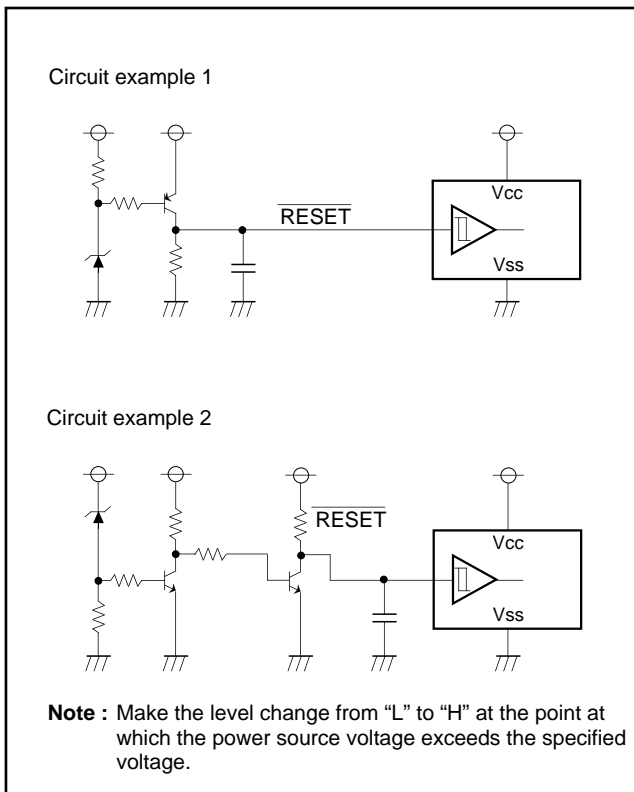 Circuit example 1
RESET
Vcc
Vss
Circuit example 2
RESET
Vcc
Vss
Note : Make the level change from “L” to “H” at the point at
which the power source voltage exceeds the specified
voltage.